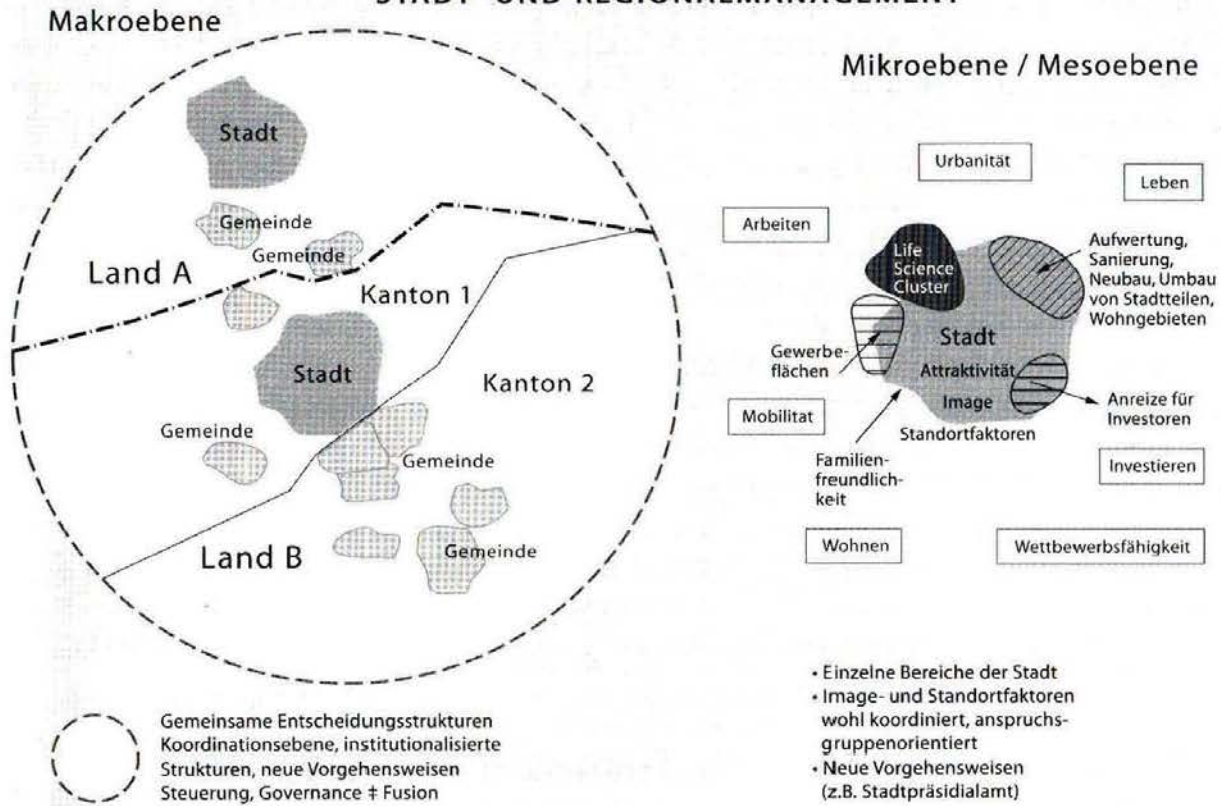 STADT- UND REGIONALMANAGEMENT
Makroebene
Stadt
Gemeinde
Gemeinde
Land A
Kanton 1
Stadt
Kanton 2
Gemeinde
Gemeinde
Land B
Gemeinde
Gemeinsame Entscheidungsstrukturen
Koordinationsebene, institutionalisierte
Strukturen, neue Vorgehensweisen
Steuerung, Governance ‡ Fusion
Mikroebene / Mesoebene
Urbanität
Leben
Arbeiten
Life
Science
Cluster
Aufwertung,
Sanierung,
Neubau, Umbau
von Stadtteilen,
Wohngebieten
Gewerbe-
flächen
Stadt
Attraktivität
Image
Standortfaktoren
Anreize für
Investoren
Mobilitat
Familien-
freundlich-
keit
Investieren
Wohnen
Wettbewerbsfähigkeit
• Einzelne Bereiche der Stadt
• Image- und Standortfaktoren
wohl koordiniert, anspruchs-
gruppenorientiert
• Neue Vorgehensweisen
(z.B. Stadtpräsidialamt)